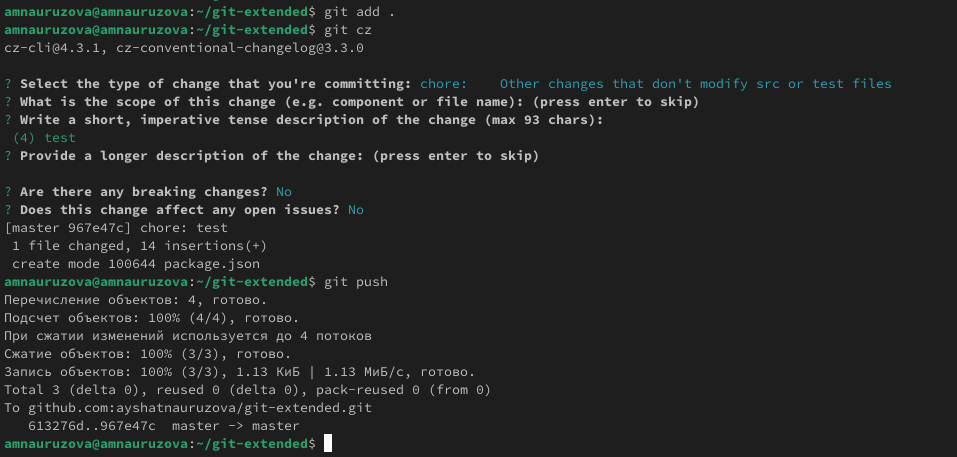 amnauruzova@amnauruzova:~/git-extended$ git add .
amnauruzova@amnauruzova:~/git-extended$ git cz
cz-cli@4.3.1, cz-conventional-changelog@3.3.0
? Select the type of change that you're committing: chore:    Other changes that don't modify src or test files
? What is the scope of this change (e.g. component or file name): (press enter to skip)
? Write a short, imperative tense description of the change (max 93 chars):
 (4) test
? Provide a longer description of the change: (press enter to skip)
? Are there any breaking changes? No
? Does this change affect any open issues? No
[master 967e47c] chore: test
 1 file changed, 14 insertions(+)
 create mode 100644 package.json
amnauruzova@amnauruzova:~/git-extended$ git push
Перечисление объектов: 4, готово.
Подсчет объектов: 100% (4/4), готово.
При сжатии изменений используется до 4 потоков
Сжатие объектов: 100% (3/3), готово.
Запись объектов: 100% (3/3), 1.13 КиБ | 1.13 МиБ/с, готово.
Total 3 (delta 0), reused 0 (delta 0), pack-reused 0 (from 0)
To github.com:ayshatnauruzova/git-extended.git
   613276d..967e47c  master -> master
amnauruzova@amnauruzova:~/git-extended$